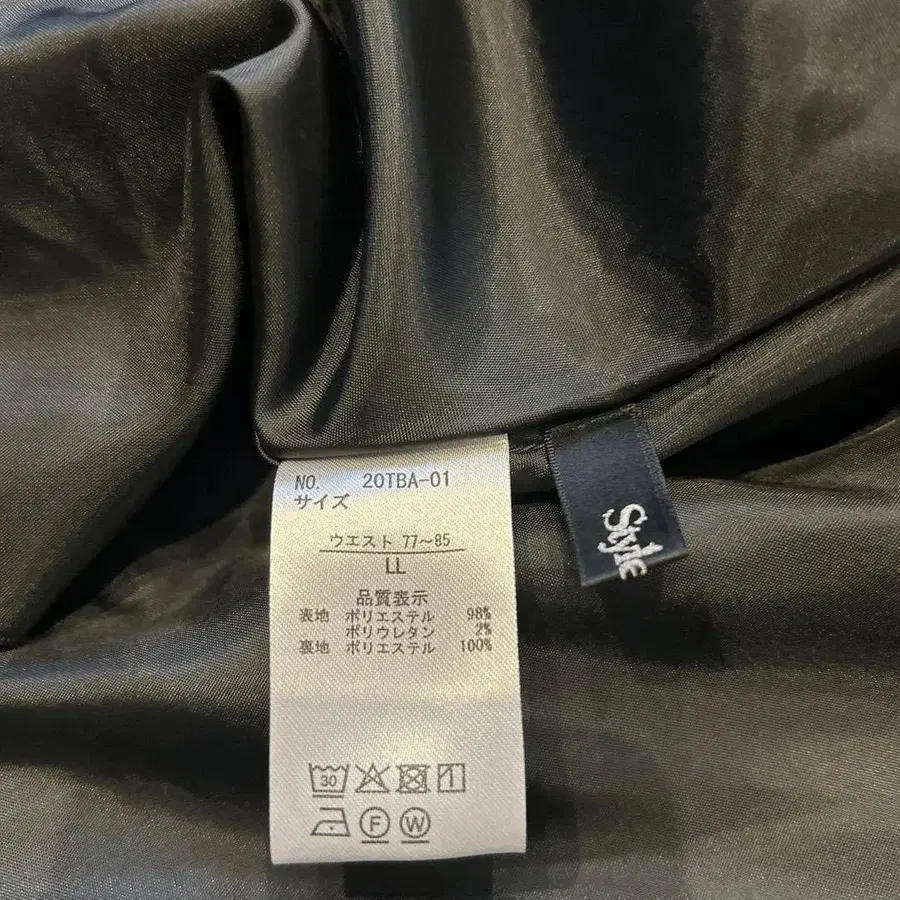 NO. 20TBA-01
サイズ
ウエスト 77～85
LL
品質表示
表地 ポリエステル 98%
ポリウレタン 2%
裏地 ポリエステル 100%
30
F W
Style